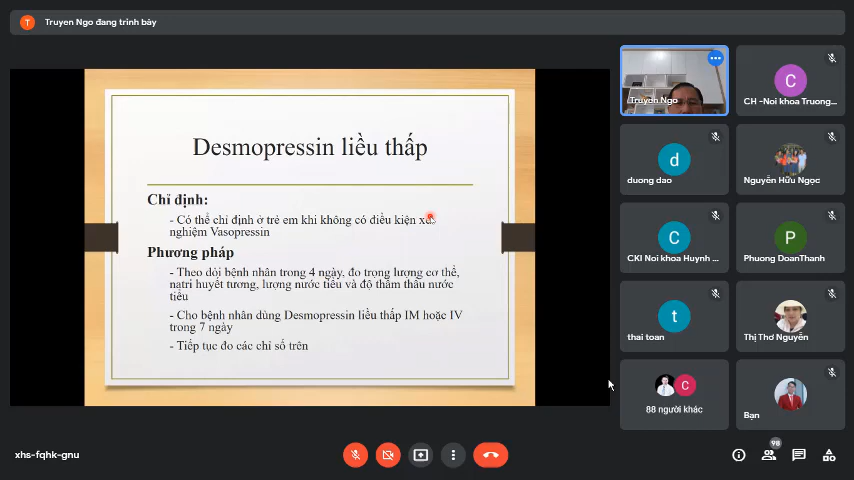 T
Truyen Ngo đang trình bày
Desmopressin liều thấp
Chỉ định:
- Có thể chỉ định ở trẻ em khi không có điều kiện xét
nghiệm Vasopressin
Phương pháp
- Theo dõi bệnh nhân trong 4 ngày, đo trọng lượng cơ thể,
natri huyết tương, lượng nước tiểu và độ thẩm thấu nước
tiểu
- Cho bệnh nhân dùng Desmopressin liều thấp IM hoặc IV
trong 7 ngày
- Tiếp tục đo các chỉ số trên
Truyen Ngo
C
CH -Noi khoa Truong...
d
duong dao
Nguyễn Hữu Ngọc
C
CKI Noi khoa Huynh ...
P
Phuong DoanThanh
t
thai toan
Thị Thơ Nguyễn
C
88 người khác
Bạn
xhs-fqhk-gnu
98